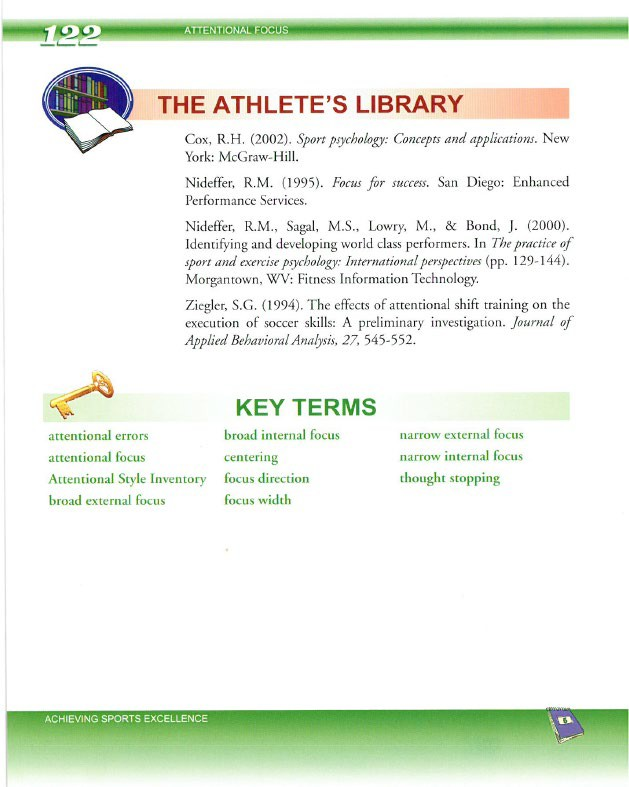 122
ATTENTIONAL FOCUS
THE ATHLETE'S LIBRARY
Cox, R.H. (2002). Sport psychology: Concepts and applications. New
York: McGraw-Hill.
Nideffer, R.M. (1995). Focus for success. San Diego: Enhanced
Performance Services.
Nideffer, R.M., Sagal, M.S., Lowry, M., & Bond, J. (2000).
Identifying and developing world class performers. In The practice of
sport and exercise psychology: International perspectives (pp. 129-144).
Morgantown, WV: Fitness Information Technology.
Ziegler, S.G. (1994). The effects of attentional shift training on the
execution of soccer skills: A preliminary investigation. Journal of
Applied Behavioral Analysis, 27, 545-552.
KEY TERMS
attentional errors
attentional focus
Attentional Style Inventory
broad external focus
broad internal focus
centering
focus direction
focus width
narrow external focus
narrow internal focus
thought stopping
ACHIEVING SPORTS EXCELLENCE
6